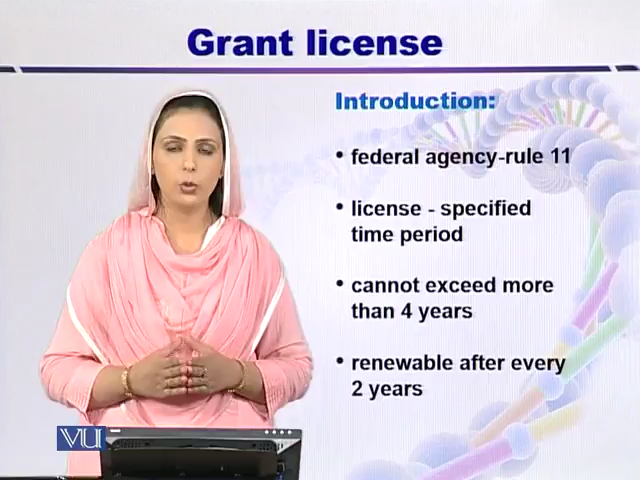 Grant license
Introduction:
• federal agency-rule 11
• license - specified
time period
• cannot exceed more
than 4 years
• renewable after every
2 years
VU